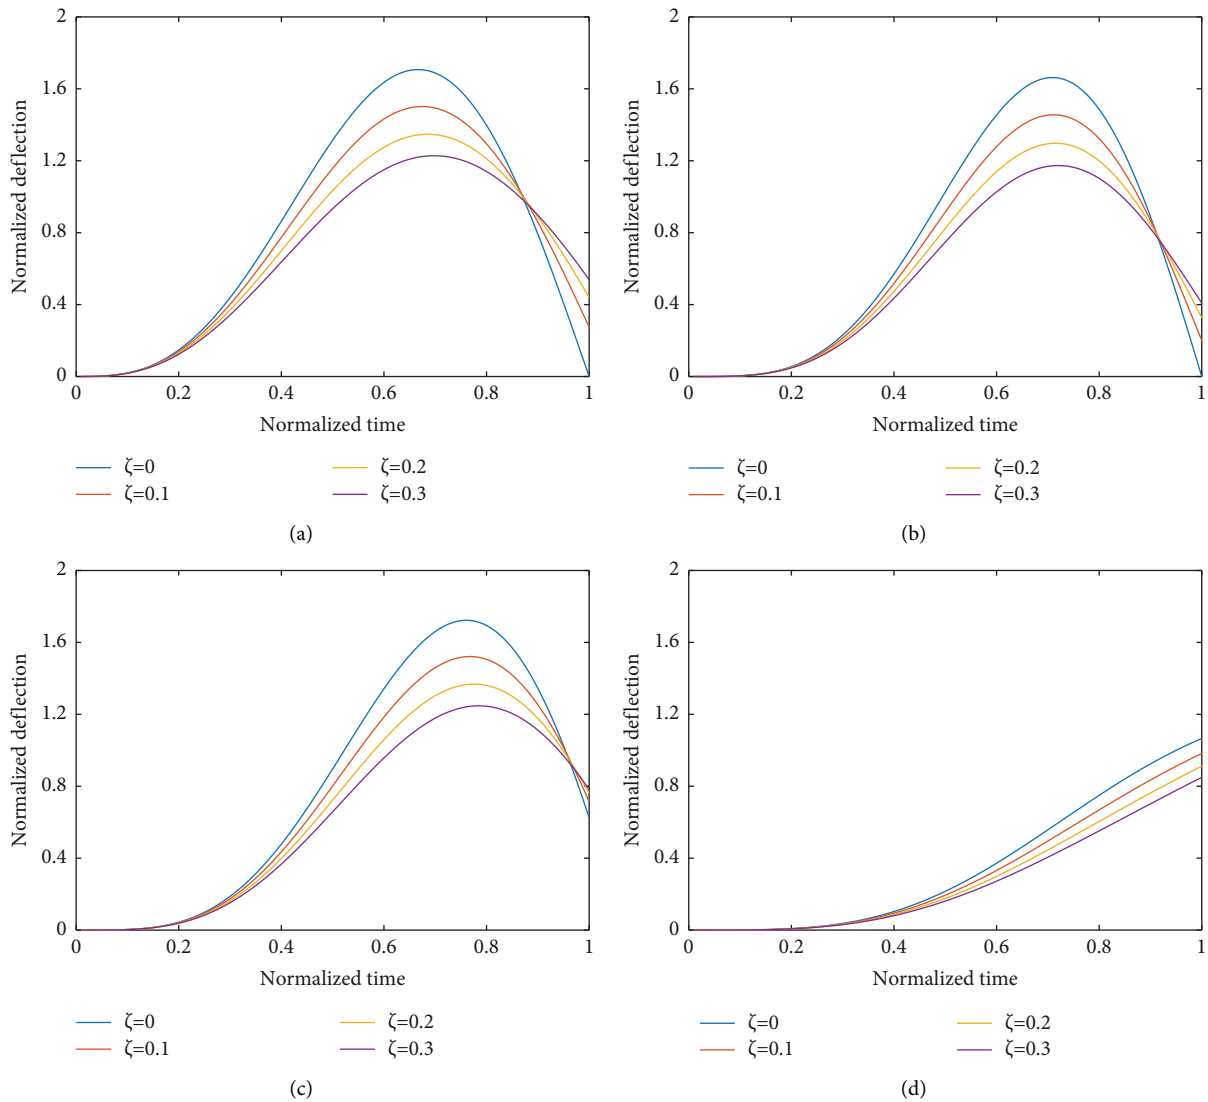 2
1.6
1.2
0.8
0.4
0
0 0.2 0.4 0.6 0.8 1
Normalized deflection
Normalized time
ζ=0
ζ=0.1
ζ=0.2
ζ=0.3
(a)
2
1.6
1.2
0.8
0.4
0
0 0.2 0.4 0.6 0.8 1
Normalized deflection
Normalized time
ζ=0
ζ=0.1
ζ=0.2
ζ=0.3
(b)
2
1.6
1.2
0.8
0.4
0
0 0.2 0.4 0.6 0.8 1
Normalized deflection
Normalized time
ζ=0
ζ=0.1
ζ=0.2
ζ=0.3
(c)
2
1.6
1.2
0.8
0.4
0
0 0.2 0.4 0.6 0.8 1
Normalized deflection
Normalized time
ζ=0
ζ=0.1
ζ=0.2
ζ=0.3
(d)